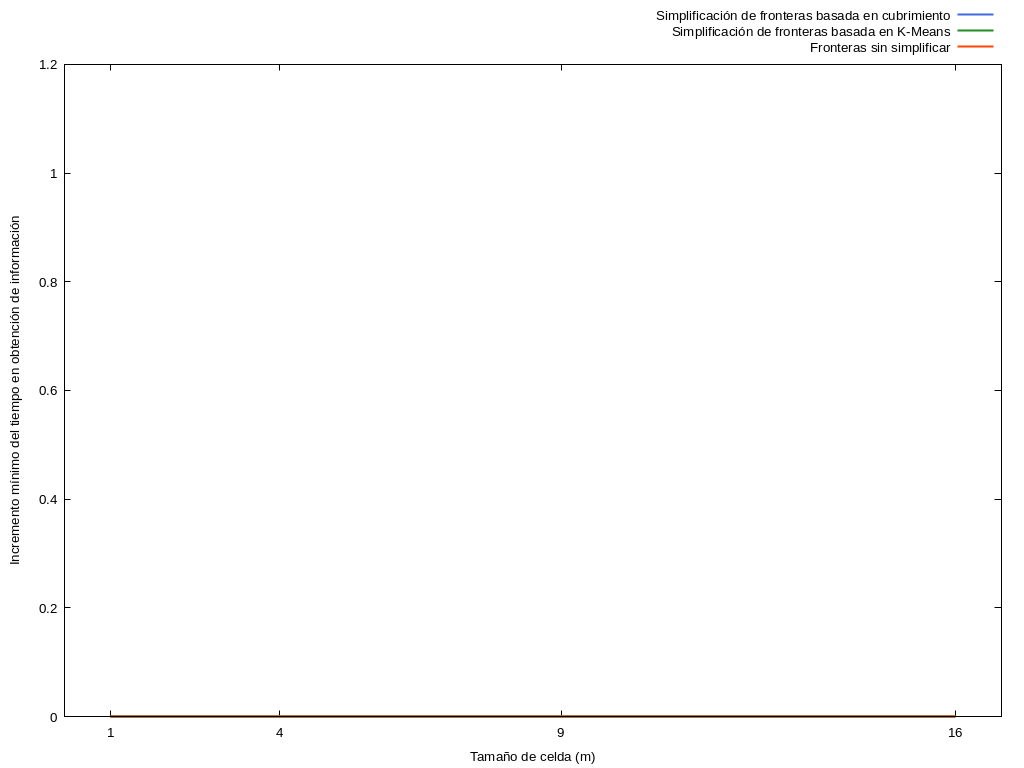 Simplificación de fronteras basada en cubrimiento
Simplificación de fronteras basada en K-Means
Fronteras sin simplificar
1.2
1
0.8
0.6
0.4
0.2
0
Incremento mínimo del tiempo en obtención de información
1 4 9 16
Tamaño de celda (m)